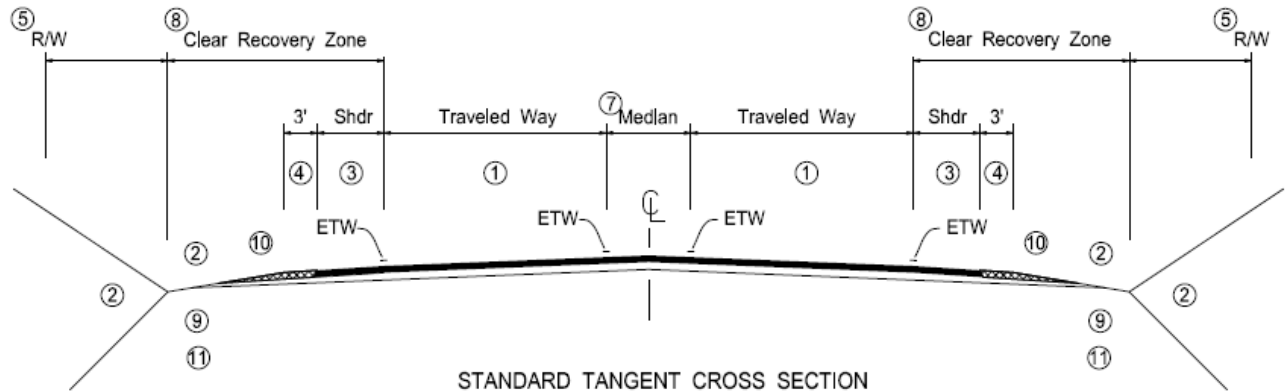 ⑤ R/W ⑧ Clear Recovery Zone ⑧ Clear Recovery Zone ⑤ R/W
3' Shdr Traveled Way ⑦ Median Traveled Way Shdr 3'
④ ③ ① ① ③ ④
℄
ETW ETW ETW ETW
② ⑩ ⑩ ②
② ②
⑨ ⑨
⑪ ⑪
STANDARD TANGENT CROSS SECTION